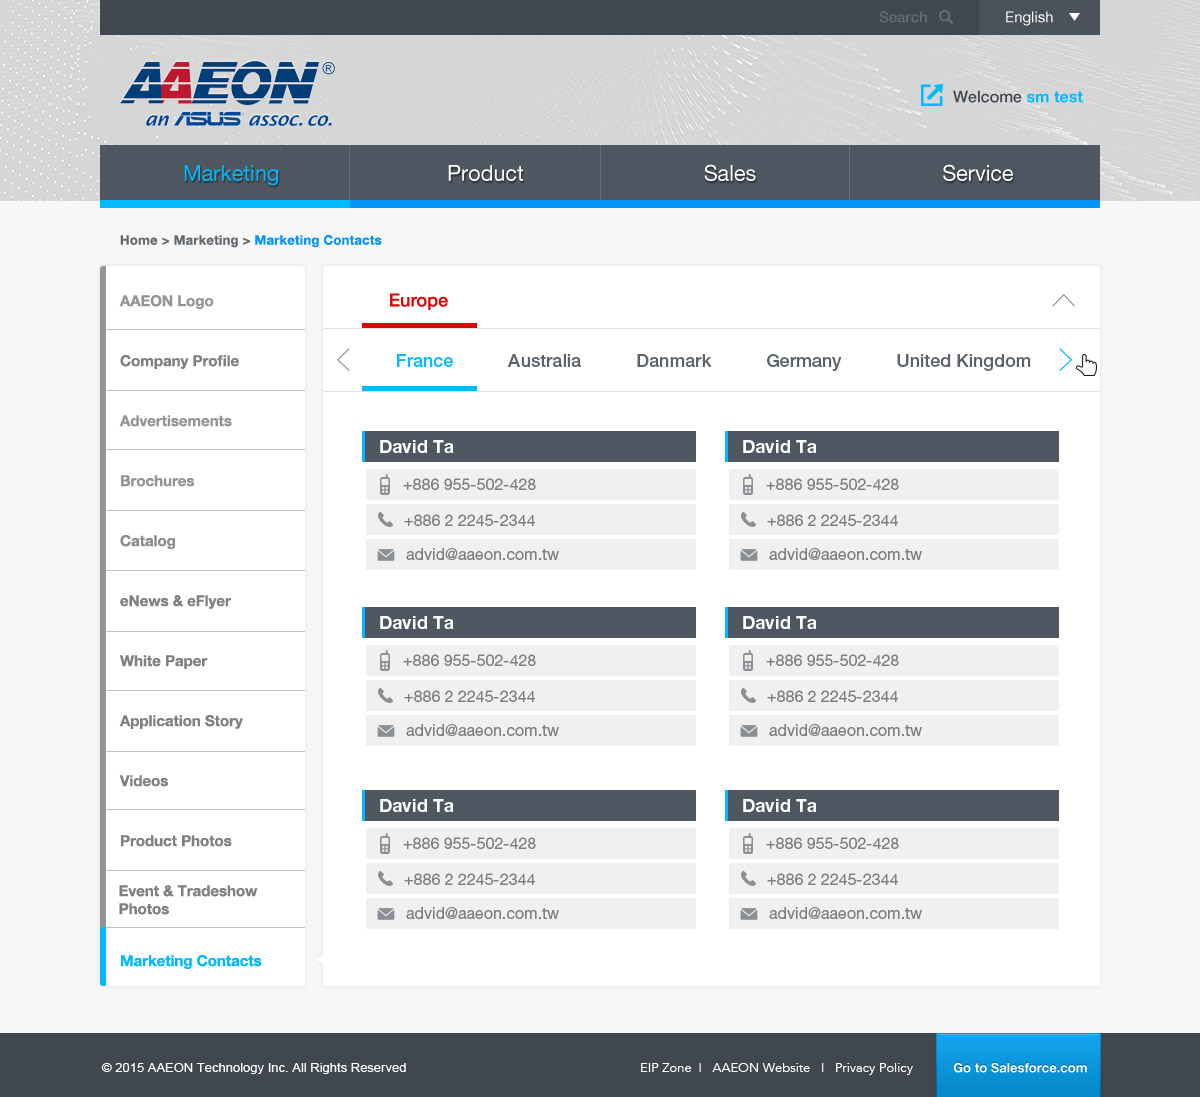 Search
English
AAEON®
an ASUS assoc. co.
Welcome sm test
Marketing
Product
Sales
Service
Home > Marketing > Marketing Contacts
AAEON Logo
Company Profile
Advertisements
Brochures
Catalog
eNews & eFlyer
White Paper
Application Story
Videos
Product Photos
Event & Tradeshow
Photos
Marketing Contacts
Europe
France
Australia
Danmark
Germany
United Kingdom
David Ta
+886 955-502-428
+886 2 2245-2344
advid@aaeon.com.tw
David Ta
+886 955-502-428
+886 2 2245-2344
advid@aaeon.com.tw
David Ta
+886 955-502-428
+886 2 2245-2344
advid@aaeon.com.tw
David Ta
+886 955-502-428
+886 2 2245-2344
advid@aaeon.com.tw
David Ta
+886 955-502-428
+886 2 2245-2344
advid@aaeon.com.tw
David Ta
+886 955-502-428
+886 2 2245-2344
advid@aaeon.com.tw
© 2015 AAEON Technology Inc. All Rights Reserved
EIP Zone | AAEON Website | Privacy Policy
Go to Salesforce.com